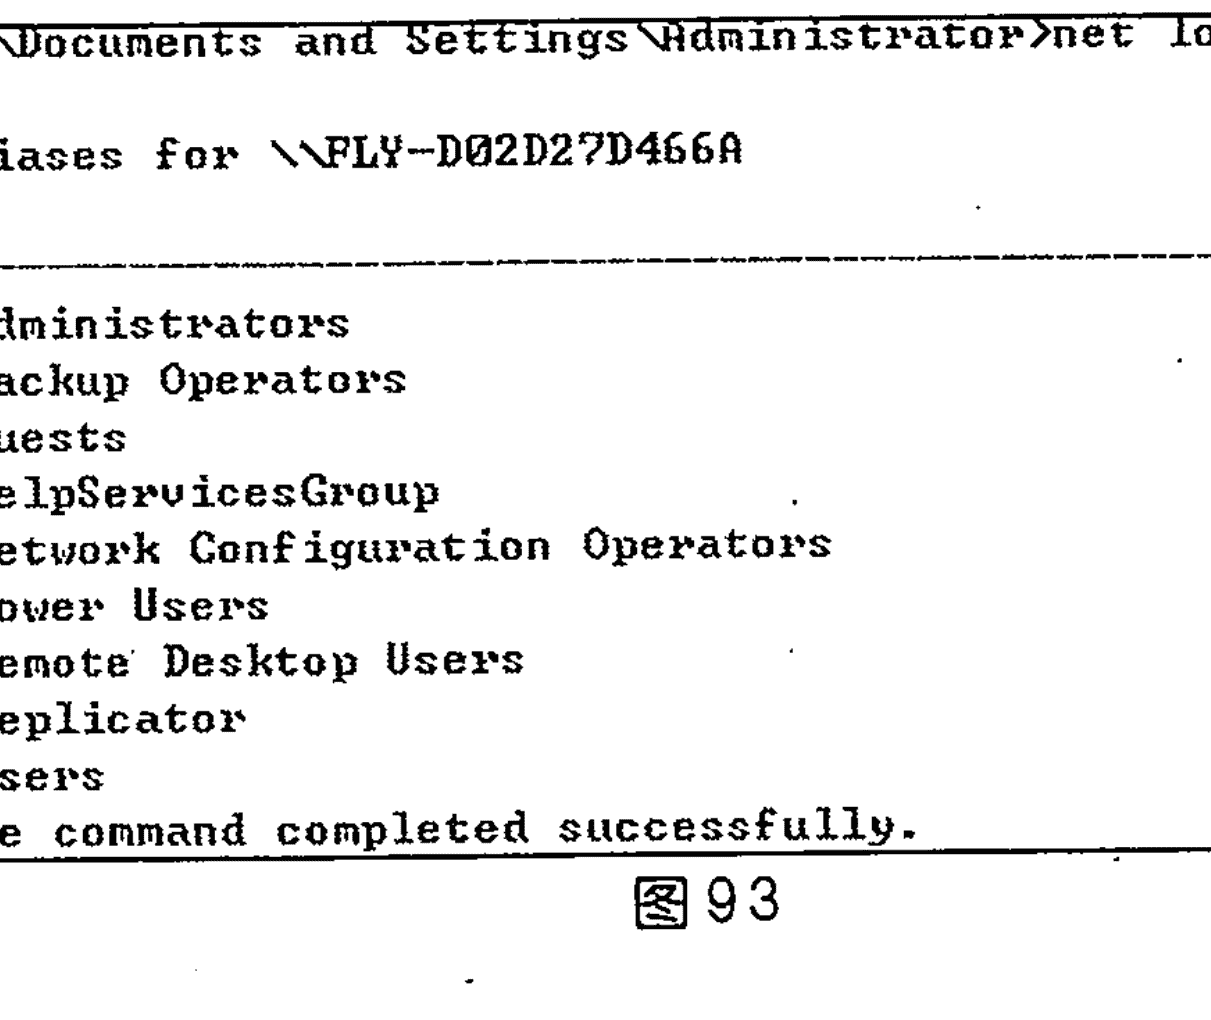 \Documents and Settings\Administrator>net lo
iases for \\FLY-D02D27D466A
dministrators
ackup Operators
uests
elpServicesGroup
etwork Configuration Operators
ower Users
emote Desktop Users
eplicator
sers
e command completed successfully.
图93